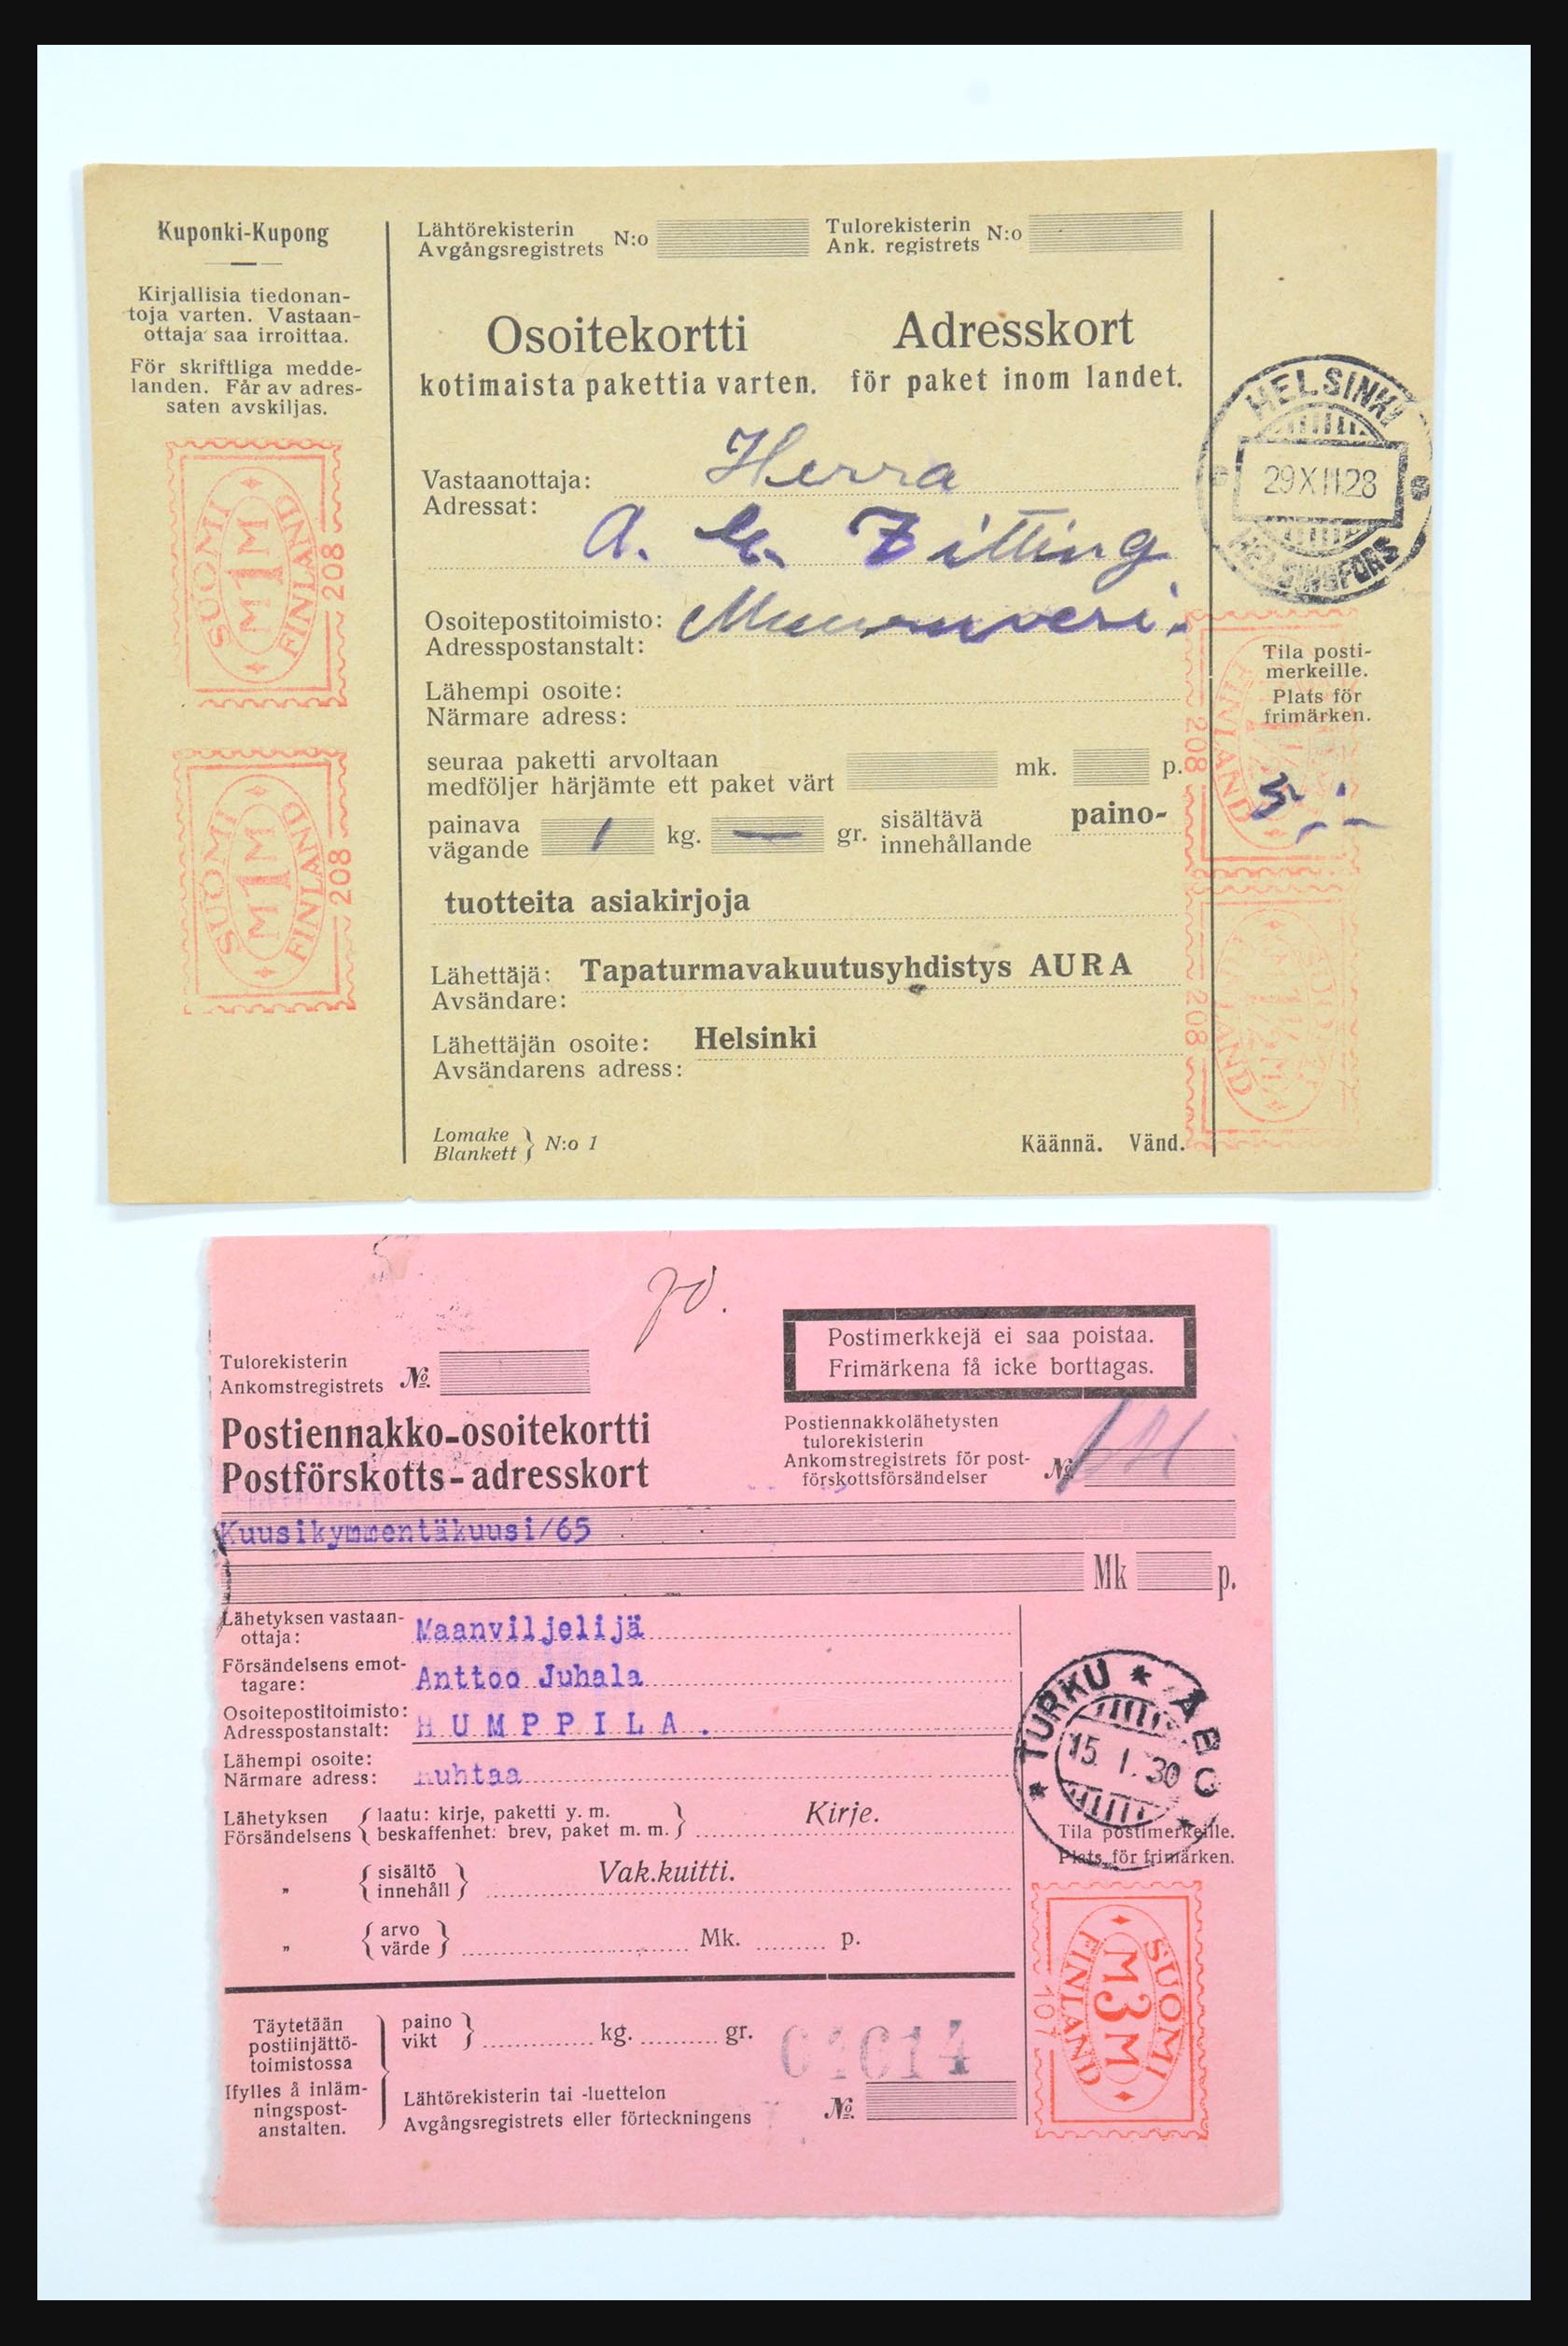 Kuponki-Kupong
Kirjallisia tiedonan-
toja varten. Vastaan-
ottaja saa irroittaa.
För skriftliga medde-
landen. Får av adres-
saten avskiljas.
SUOMI
M1M
FINLAND
208
SUOMI
M1M
FINLAND
208
Lähtörekisterin
Avgångsregistrets N:o
Tulorekisterin
Ank. registrets N:o
Osoitekortti
kotimaista pakettia varten.
Adresskort
för paket inom landet.
Vastaanottaja: Herra
Adressat:
A. Zitting
Osoitepostitoimisto:
Adresspostanstalt:
Lähempi osoite:
Närmare adress:
seuraa paketti arvoltaan
medföljer härjämte ett paket värt mk. p.
painava
vägande 1 kg. — gr. sisältävä
innehållande paino-
tuotteita asiakirjoja
Lähettäjä: Tapaturmavakuutusyhdistys AURA
Avsändare:
Lähettäjän osoite: Helsinki
Avsändarens adress:
Lomake
Blankett } N:o 1
Käännä. Vänd.
HELSINKI
29.XII.28
HELSINGFORS
Tila posti-
merkeille.
Plats för
frimärken.
208
FINLAND
208
70.
Tulorekisterin
Ankomstregistrets No.
Postimerkkejä ei saa poistaa.
Frimärkena få icke borttagas.
Postiennakko-osoitekortti
Postförskotts-adresskort
Postiennakkolähetysten
tulorekisterin
Ankomstregistrets för post-
förskottsförsändelser No.
Kuusikymmentäkuusi/65
Mk p.
Lähetyksen vastaan-
ottaja: Maanviljelijä
Försändelsens emot-
tagare: Anttoo Juhala
Osoitepostitoimisto:
Adresspostanstalt: HUMPPILA.
Lähempi osoite:
Närmare adress:
Lähetyksen { laatu: kirje, paketti y. m. }
Försändelsens { beskaffenhet: brev, paket m. m. } Kirje.
" { sisältö
innehåll } Vak.kuitti.
" { arvo
värde } Mk. p.
Täytetään
postiinjättö-
toimistossa
Ifylles å inläm-
ningspost-
anstalten.
paino
vikt } kg. gr.
Lähtörekisterin tai -luettelon
Avgångsregistrets eller förteckningens No.
TURKU * ÅBO
15.I.30
Tila postimerkeille.
Plats för frimärken.
SUOMI
M3M
FINLAND
107